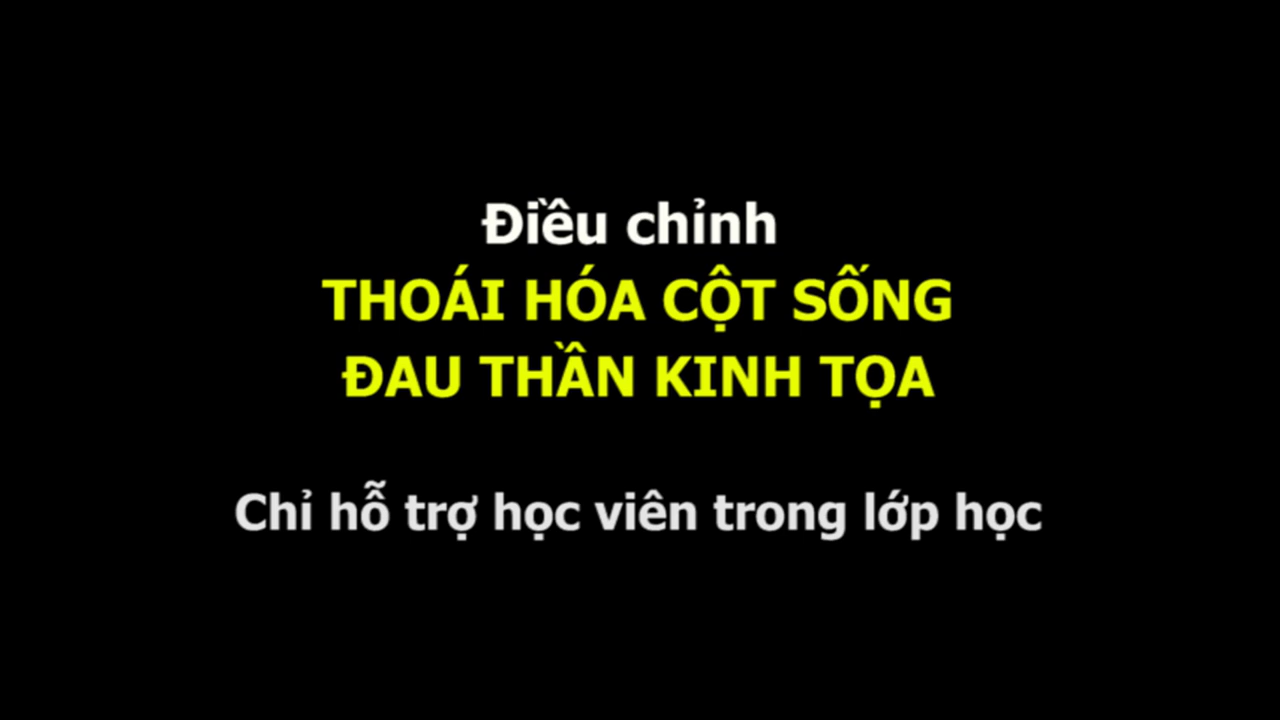 Điều chỉnh
THOÁI HÓA CỘT SỐNG
ĐAU THẦN KINH TỌA
Chỉ hỗ trợ học viên trong lớp học